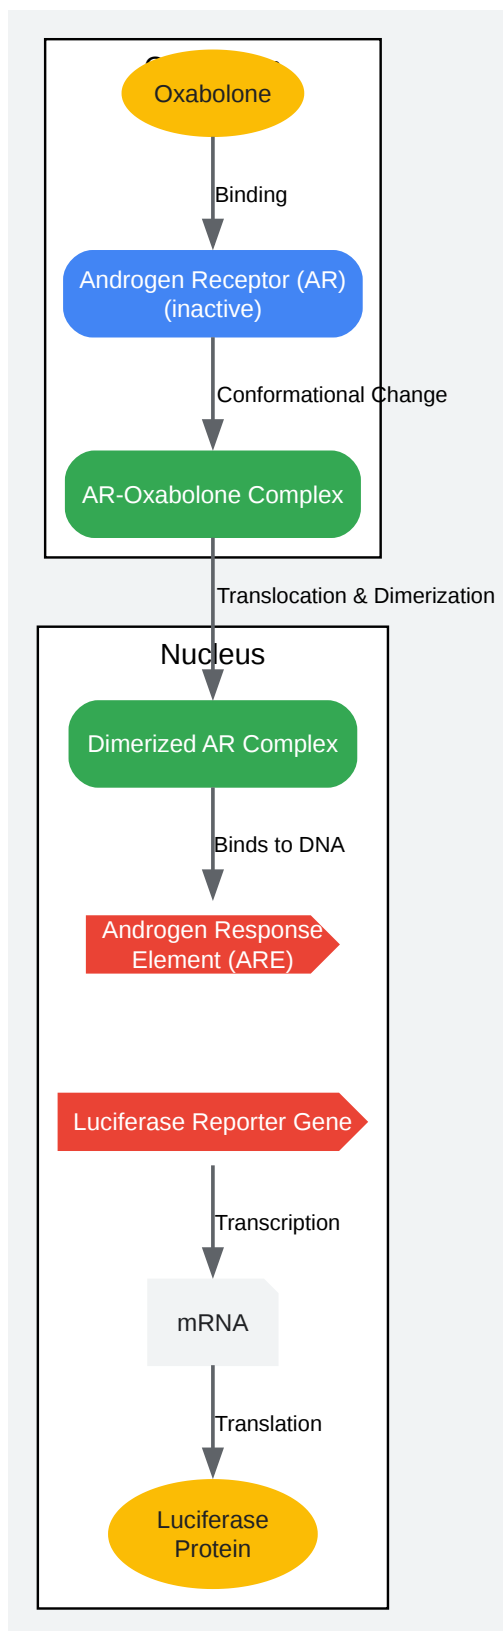 Oxabolone
Binding
Androgen Receptor (AR)
(inactive)
Conformational Change
AR-Oxabolone Complex
Translocation & Dimerization
Nucleus
Dimerized AR Complex
Binds to DNA
Androgen Response
Element (ARE)
Luciferase Reporter Gene
Transcription
mRNA
Translation
Luciferase
Protein